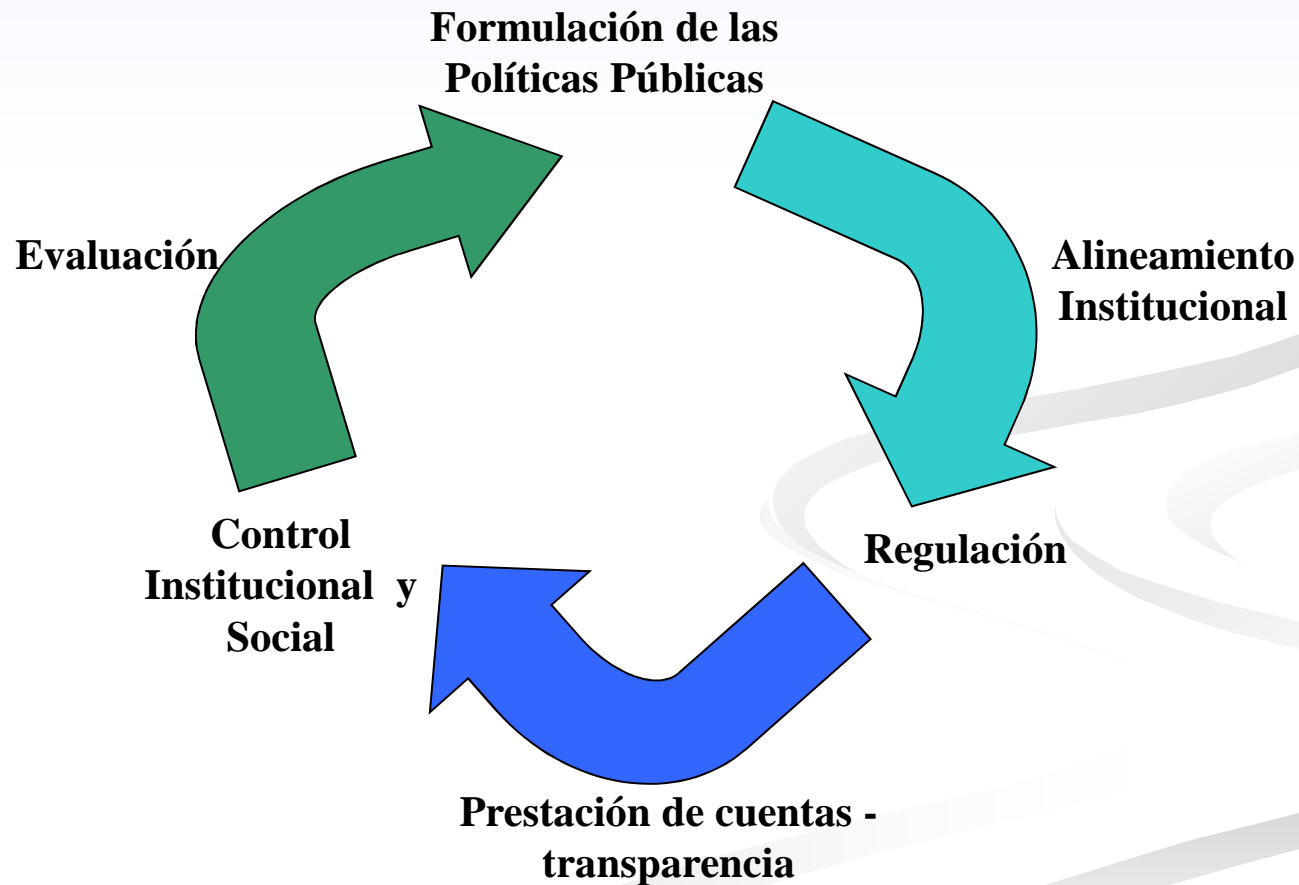 Formulación de las
Políticas Públicas
Evaluación
Alineamiento
Institucional
Control
Institucional y
Social
Regulación
Prestación de cuentas -
transparencia